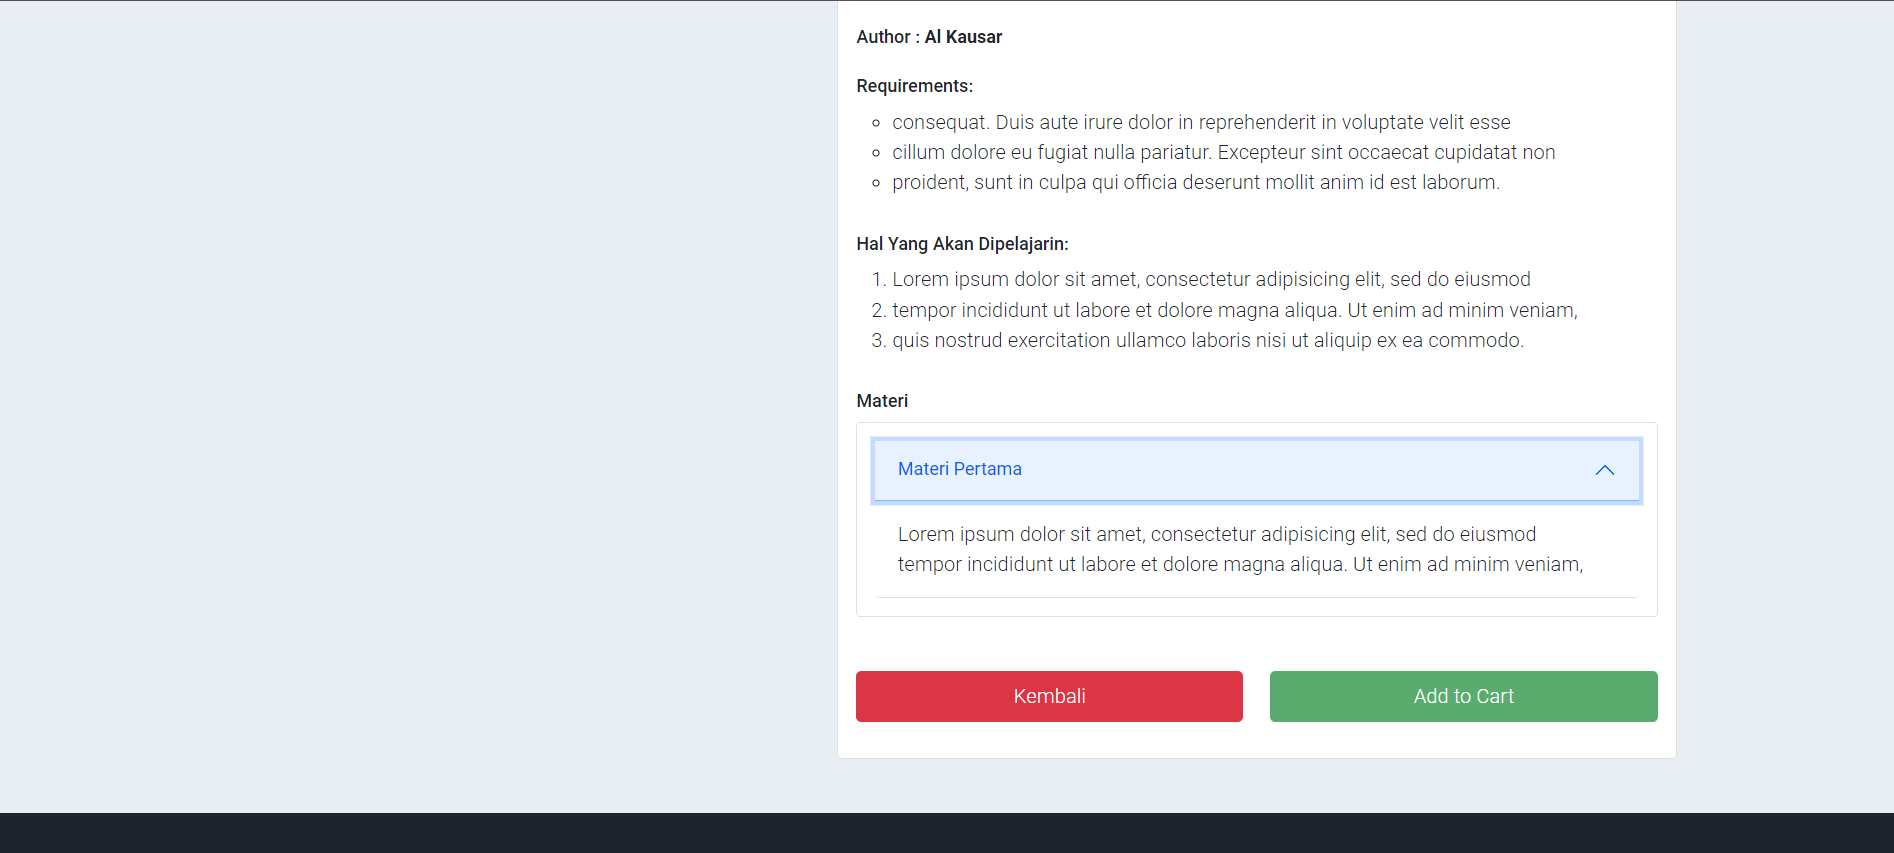 Author : Al Kausar
Requirements:
consequat. Duis aute irure dolor in reprehenderit in voluptate velit esse
cillum dolore eu fugiat nulla pariatur. Excepteur sint occaecat cupidatat non
proident, sunt in culpa qui officia deserunt mollit anim id est laborum.
Hal Yang Akan Dipelajarin:
1. Lorem ipsum dolor sit amet, consectetur adipisicing elit, sed do eiusmod
2. tempor incididunt ut labore et dolore magna aliqua. Ut enim ad minim veniam,
3. quis nostrud exercitation ullamco laboris nisi ut aliquip ex ea commodo.
Materi
Materi Pertama
Lorem ipsum dolor sit amet, consectetur adipisicing elit, sed do eiusmod
tempor incididunt ut labore et dolore magna aliqua. Ut enim ad minim veniam,
Kembali
Add to Cart